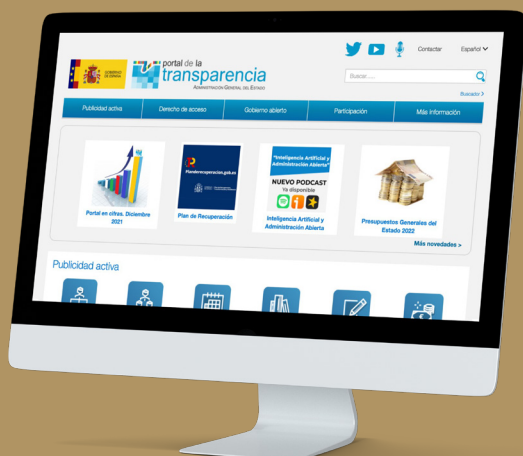 Contactar
Español
GOBIERNO
DE ESPAÑA
portal de la
transparencia
ADMINISTRACIÓN GENERAL DEL ESTADO
Buscar.....
Buscador >
Publicidad activa
Derecho de acceso
Gobierno abierto
Participación
Más información
Portal en cifras. Diciembre
2021
Planderecuperación.gob.es
Plan de Recuperación
"Inteligencia Artificial y
Administración Abierta"
NUEVO PODCAST
Ya disponible
Inteligencia Artificial y
Administración Abierta
Presupuestos Generales del
Estado 2022
Más novedades >
Publicidad activa